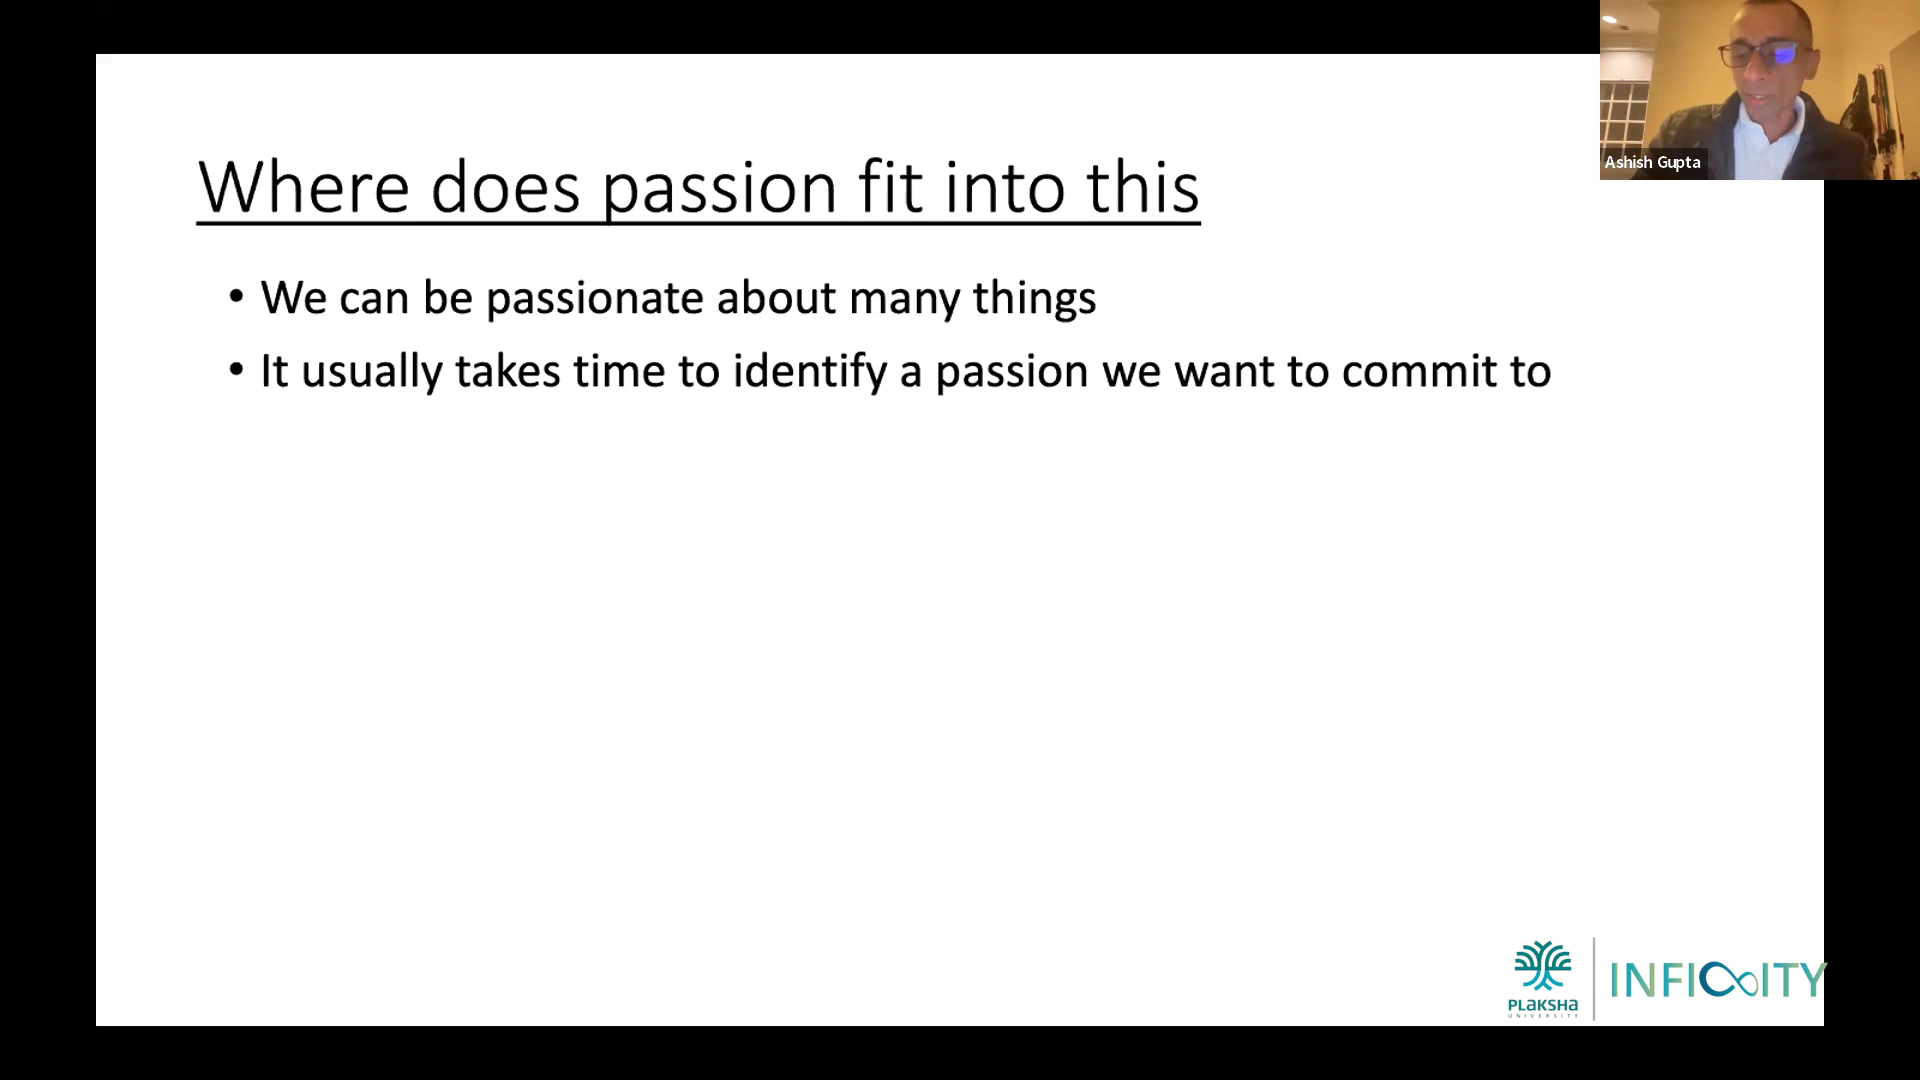 Ashish Gupta
Where does passion fit into this
• We can be passionate about many things
• It usually takes time to identify a passion we want to commit to
PLAKSHA
UNIVERSITY
INFI∞ITY